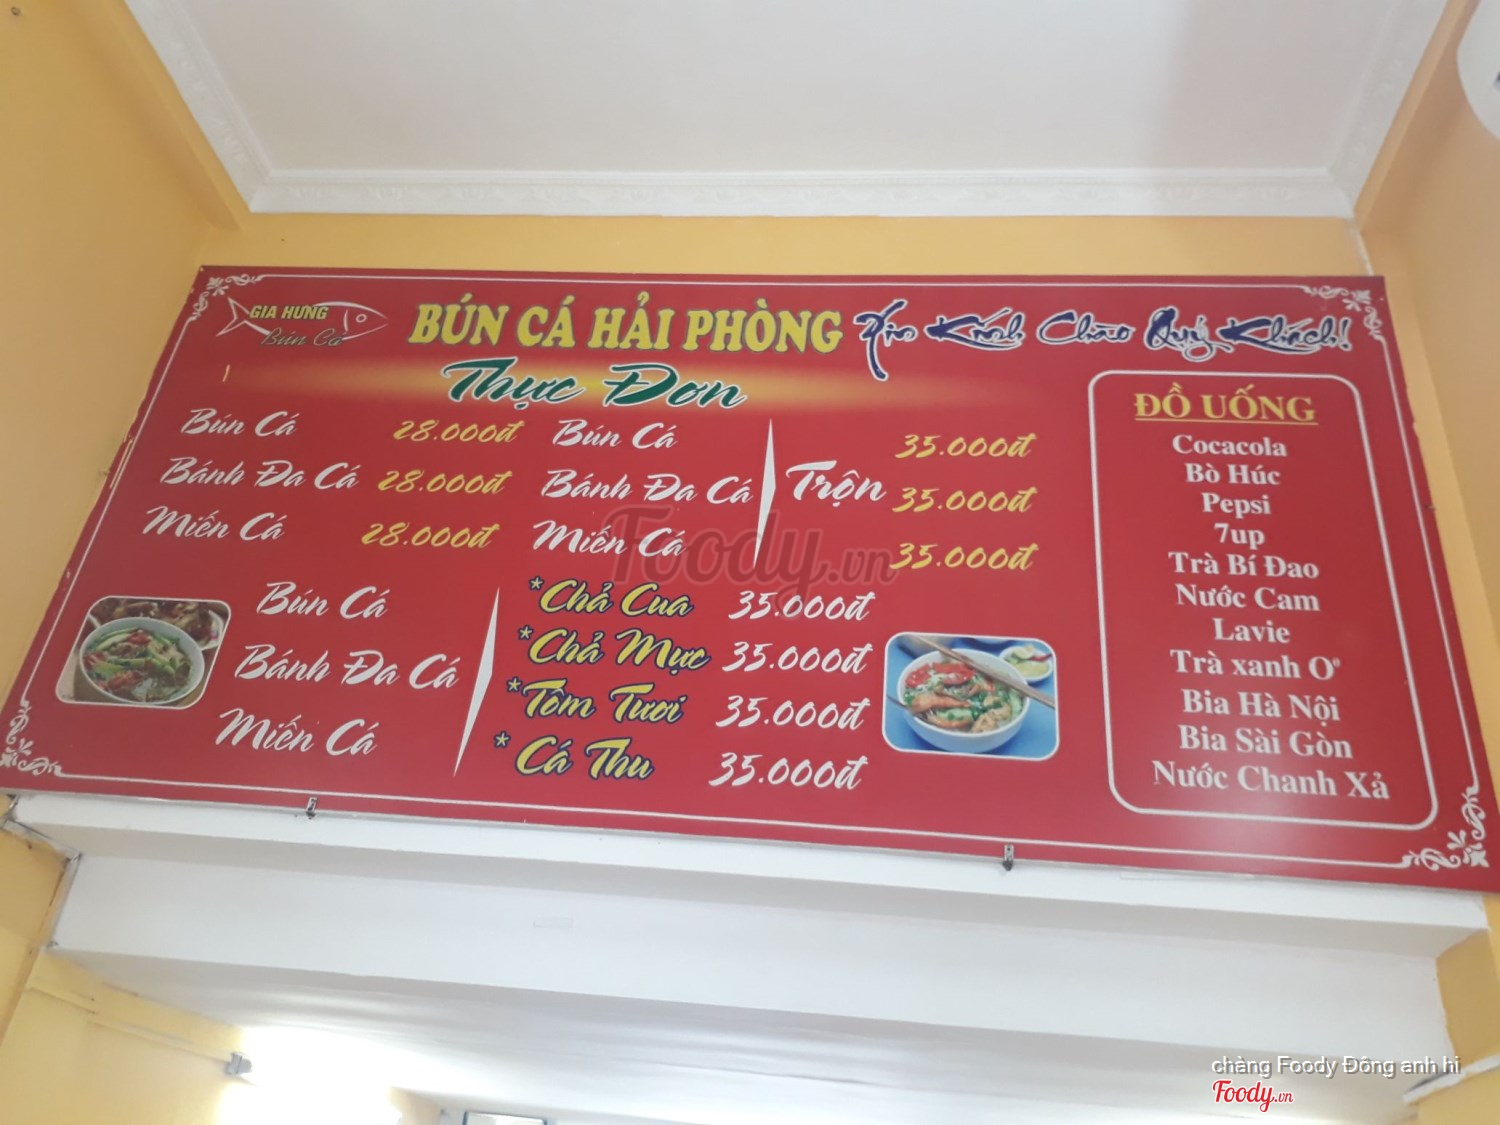 GIA HƯNG
Bún Cá
BÚN CÁ HẢI PHÒNG Xin Kính Chào Quý Khách!
Thực Đơn
Bún Cá 28.000đ
Bánh Đa Cá 28.000đ
Miến Cá 28.000đ
Bún Cá 35.000đ
Bánh Đa Cá Trộn 35.000đ
Miến Cá 35.000đ
Bún Cá
Bánh Đa Cá
Miến Cá
*Chả Cua 35.000đ
*Chả Mực 35.000đ
*Tôm Tươi 35.000đ
*Cá Thu 35.000đ
ĐỒ UỐNG
Cocacola
Bò Húc
Pepsi
7up
Trà Bí Đao
Nước Cam
Lavie
Trà xanh O°
Bia Hà Nội
Bia Sài Gòn
Nước Chanh Xả
Foody.vn
chàng Foody Đông anh hi
Foody.vn